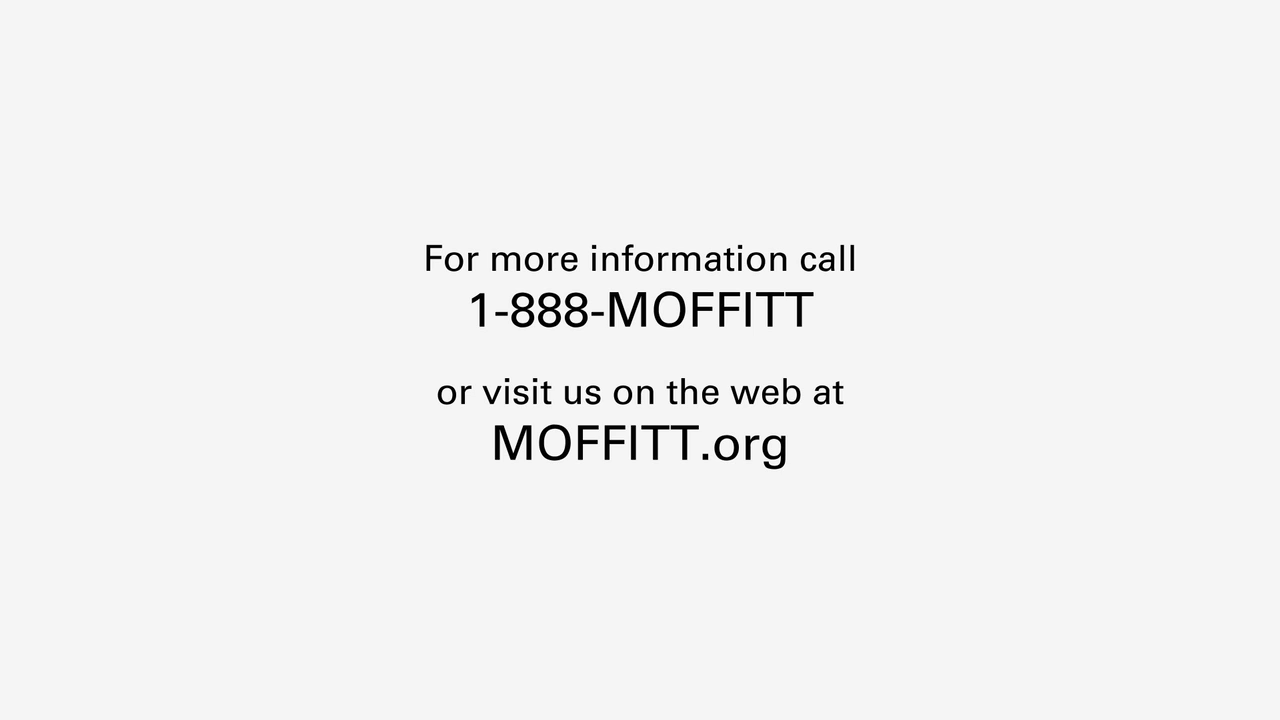 For more information call
1-888-MOFFITT
or visit us on the web at
MOFFITT.org